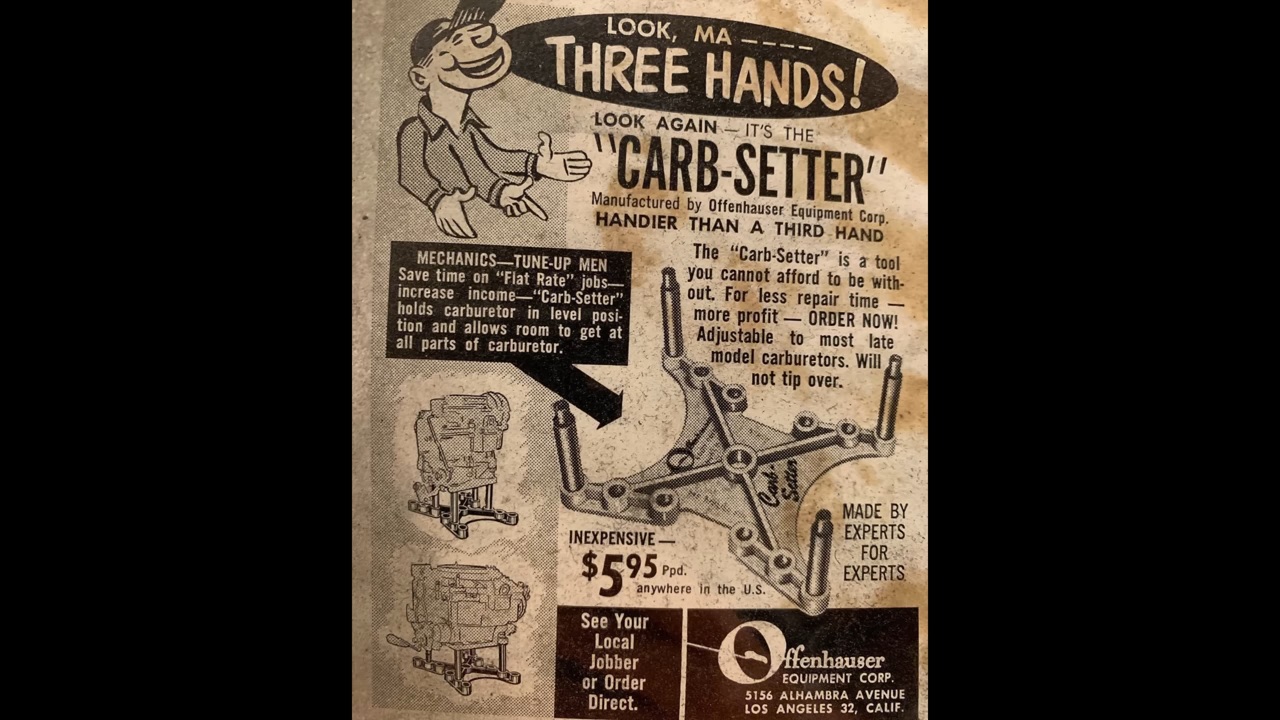 LOOK, MA ----
THREE HANDS!
LOOK AGAIN — IT'S THE
"CARB-SETTER"
Manufactured by Offenhauser Equipment Corp.
HANDIER THAN A THIRD HAND
MECHANICS—TUNE-UP MEN
Save time on "Flat Rate" jobs—
increase income—"Carb-Setter"
holds carburetor in level posi-
tion and allows room to get at
all parts of carburetor.
The "Carb-Setter" is a tool
you cannot afford to be with-
out. For less repair time —
more profit — ORDER NOW!
Adjustable to most late
model carburetors. Will
not tip over.
Carb-
Setter
MADE BY
EXPERTS
FOR
EXPERTS
INEXPENSIVE —
$5.95 Ppd.
anywhere in the U.S.
See Your
Local
Jobber
or Order
Direct.
Offenhauser
EQUIPMENT CORP.
5156 ALHAMBRA AVENUE
LOS ANGELES 32, CALIF.